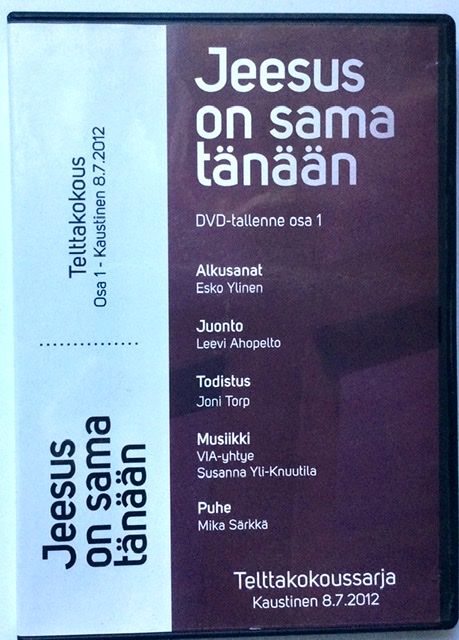 Jeesus
on sama
tänään
DVD-tallenne osa 1
Alkusanat
Esko Ylinen
Juonto
Leevi Ahopelto
Todistus
Joni Torp
Musiikki
VIA-yhtye
Susanna Yli-Knuutila
Puhe
Mika Särkkä
Telttakokoussarja
Kaustinen 8.7.2012
Telttakokous
Osa 1 - Kaustinen 8.7.2012
Jeesus
on sama
tänään